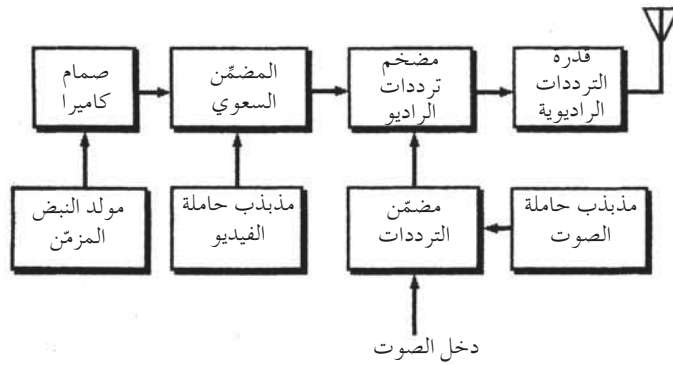 صمام
كاميرا
المضمِّن
السعوي
مضخم
ترددات
الراديو
قدرة
الترددات
الراديوية
مولد النبض
المزمّن
مذبذب حاملة
الفيديو
مضمّن
الترددات
مذبذب حاملة
الصوت
دخل الصوت